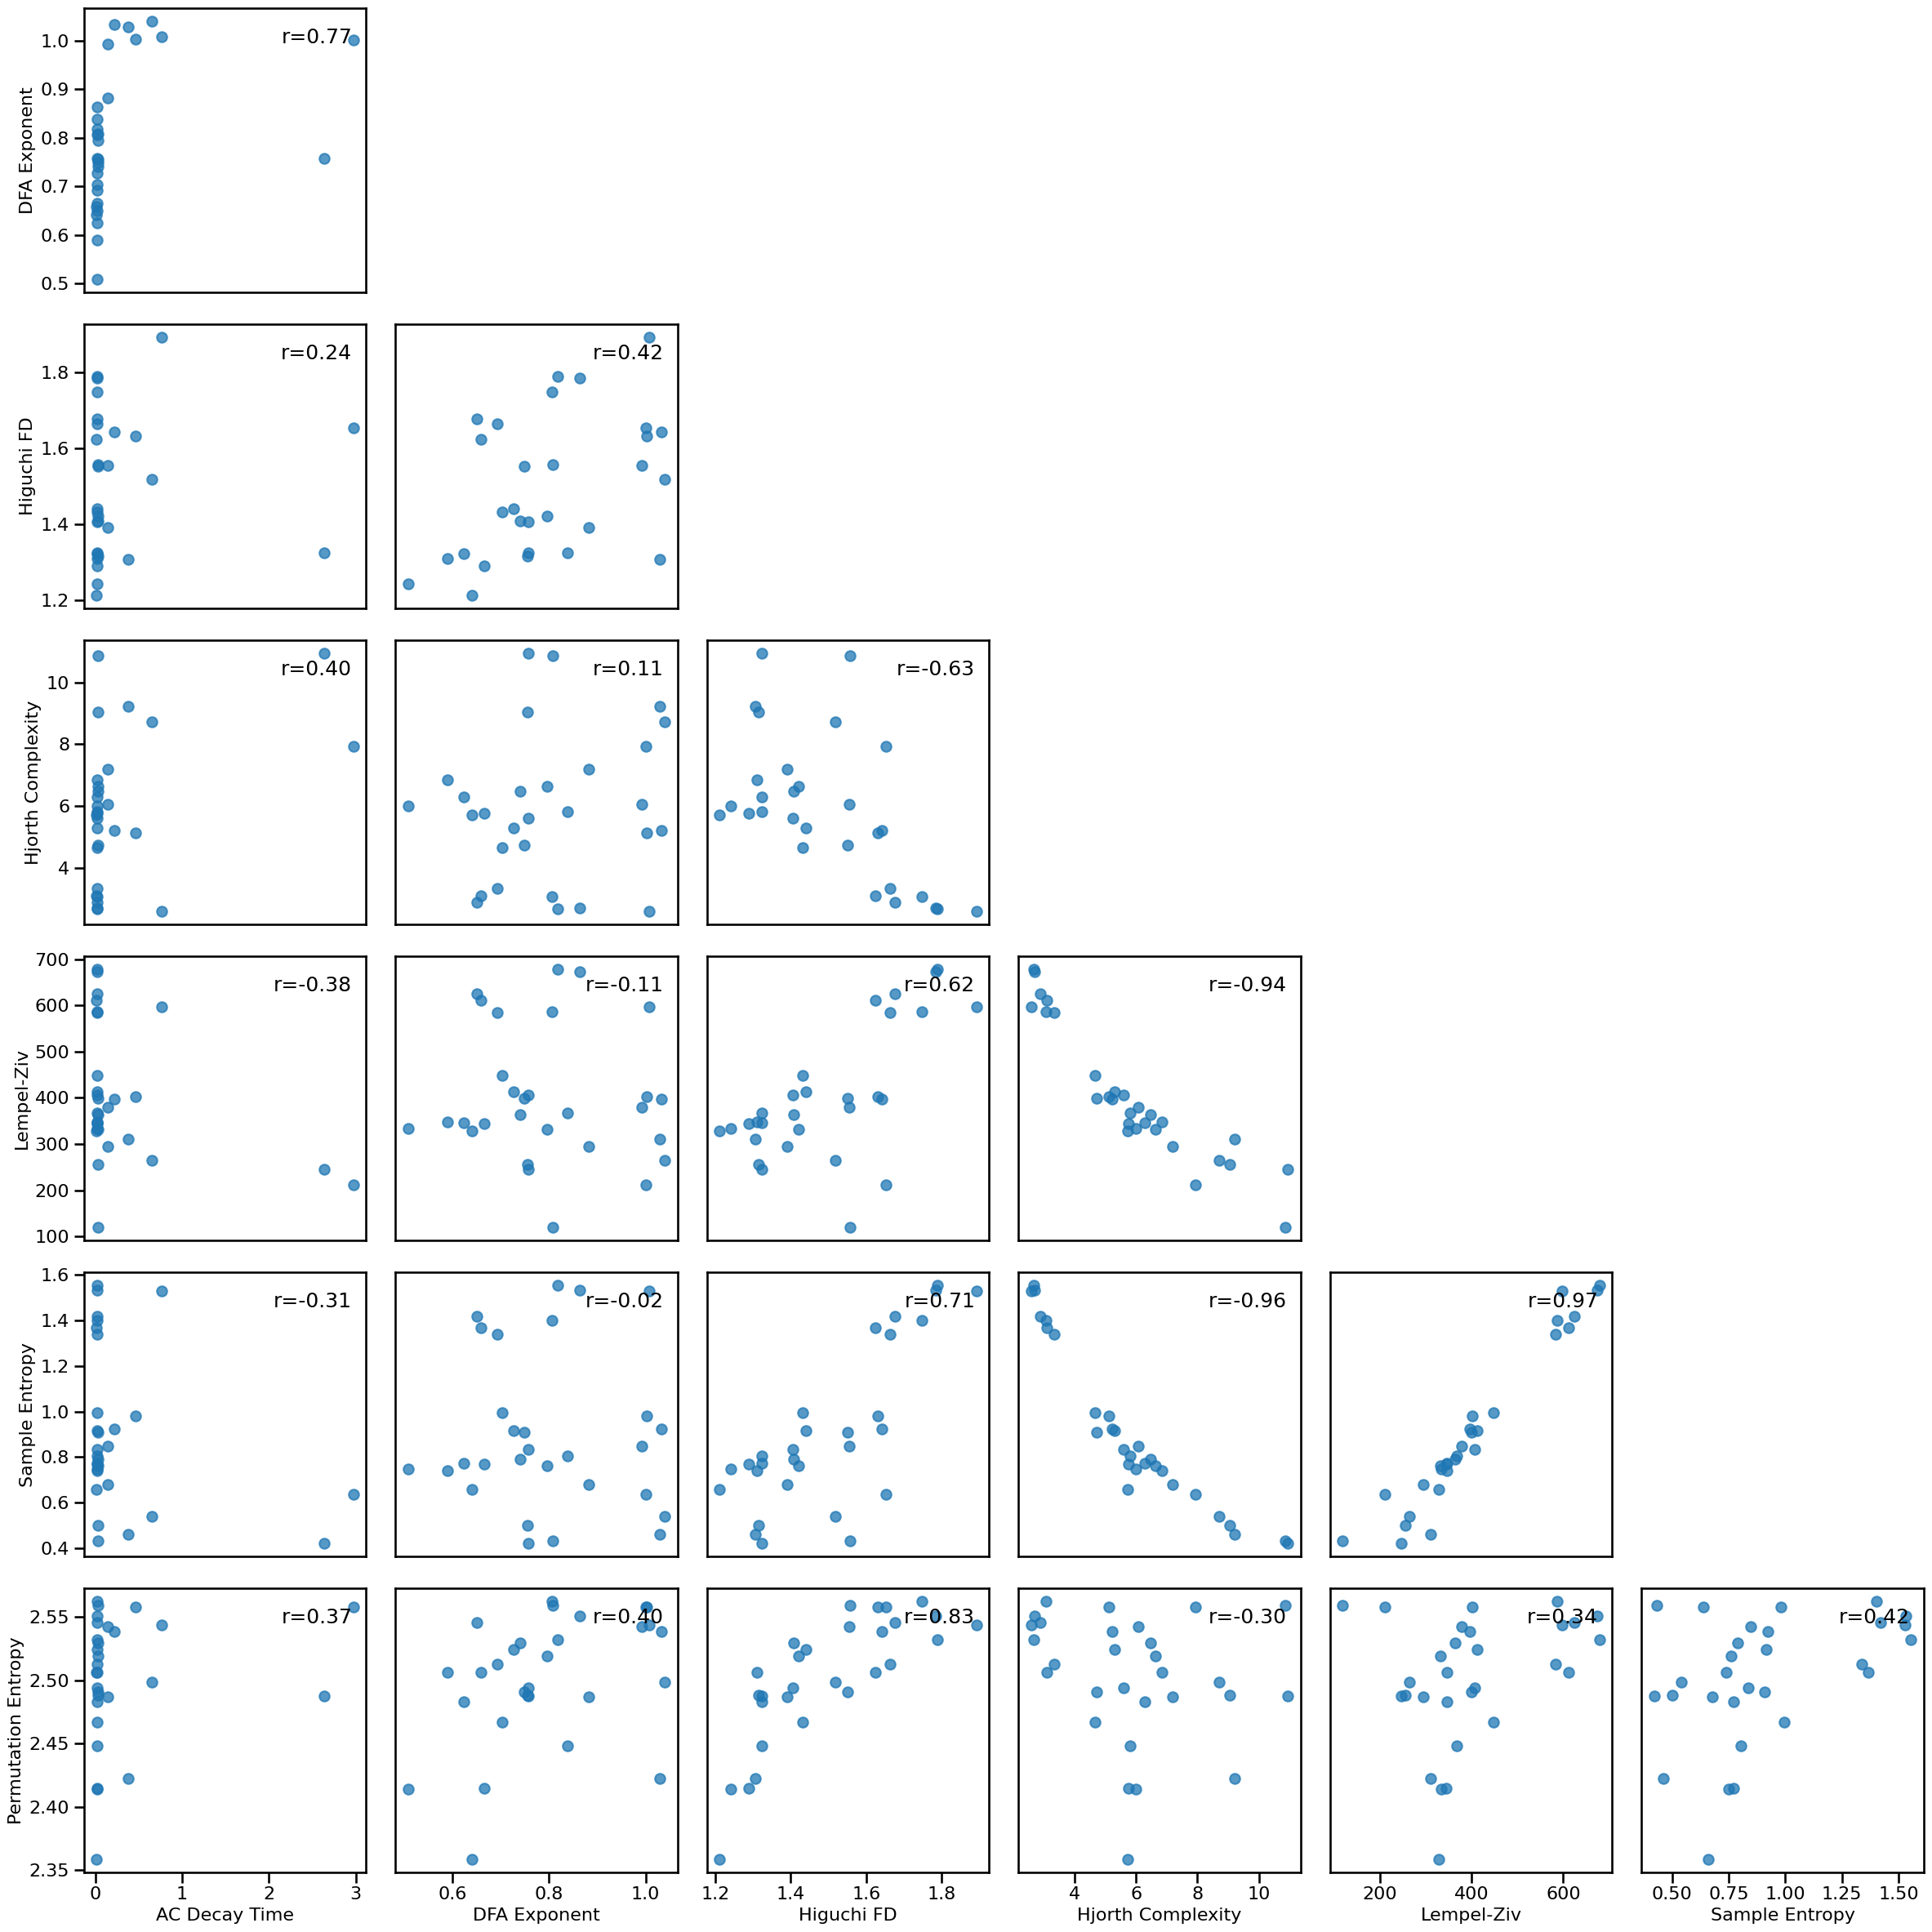 1.0
0.9
0.8
0.7
0.6
0.5
DFA Exponent
r=0.77
1.8
1.6
1.4
1.2
Higuchi FD
r=0.24
r=0.42
10
8
6
4
Hjorth Complexity
r=0.40
r=0.11
r=-0.63
700
600
500
400
300
200
100
Lempel-Ziv
r=-0.38
r=-0.11
r=0.62
r=-0.94
1.6
1.4
1.2
1.0
0.8
0.6
0.4
Sample Entropy
r=-0.31
r=-0.02
r=0.71
r=-0.96
r=0.97
2.55
2.50
2.45
2.40
2.35
Permutation Entropy
r=0.37
r=0.40
r=0.83
r=-0.30
r=0.34
r=0.42
0 1 2 3
0.6 0.8 1.0
1.2 1.4 1.6 1.8
4 6 8 10
200 400 600
0.50 0.75 1.00 1.25 1.50
AC Decay Time
DFA Exponent
Higuchi FD
Hjorth Complexity
Lempel-Ziv
Sample Entropy